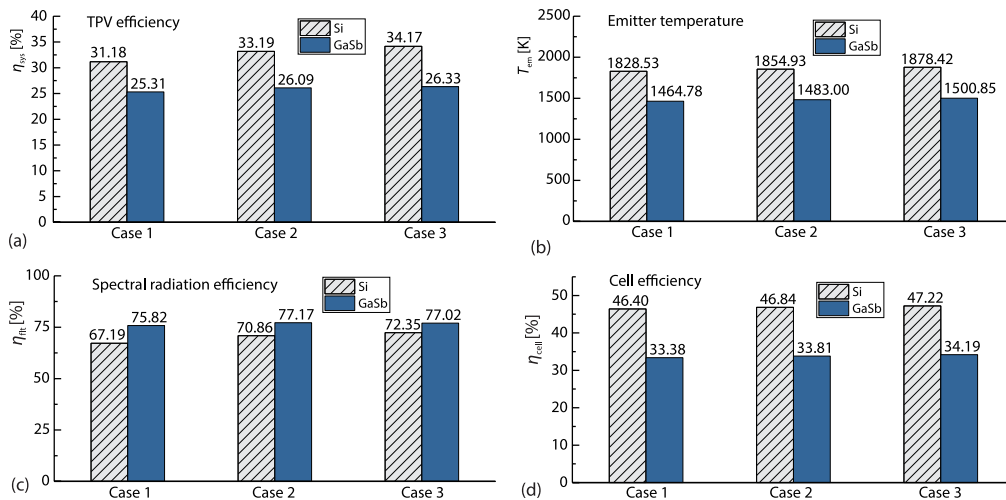 TPV efficiency
Si
GaSb
η_sys [%]
40
35
30
25
20
15
10
5
0
31.18
25.31
33.19
26.09
34.17
26.33
Case 1
Case 2
Case 3
(a)
Emitter temperature
Si
GaSb
T_em [K]
2500
2000
1500
1000
500
0
1828.53
1464.78
1854.93
1483.00
1878.42
1500.85
Case 1
Case 2
Case 3
(b)
Spectral radiation efficiency
Si
GaSb
η_flt [%]
100
75
50
25
0
67.19
75.82
70.86
77.17
72.35
77.02
Case 1
Case 2
Case 3
(c)
Cell efficiency
Si
GaSb
η_cell [%]
50
40
30
20
10
0
46.40
33.38
46.84
33.81
47.22
34.19
Case 1
Case 2
Case 3
(d)